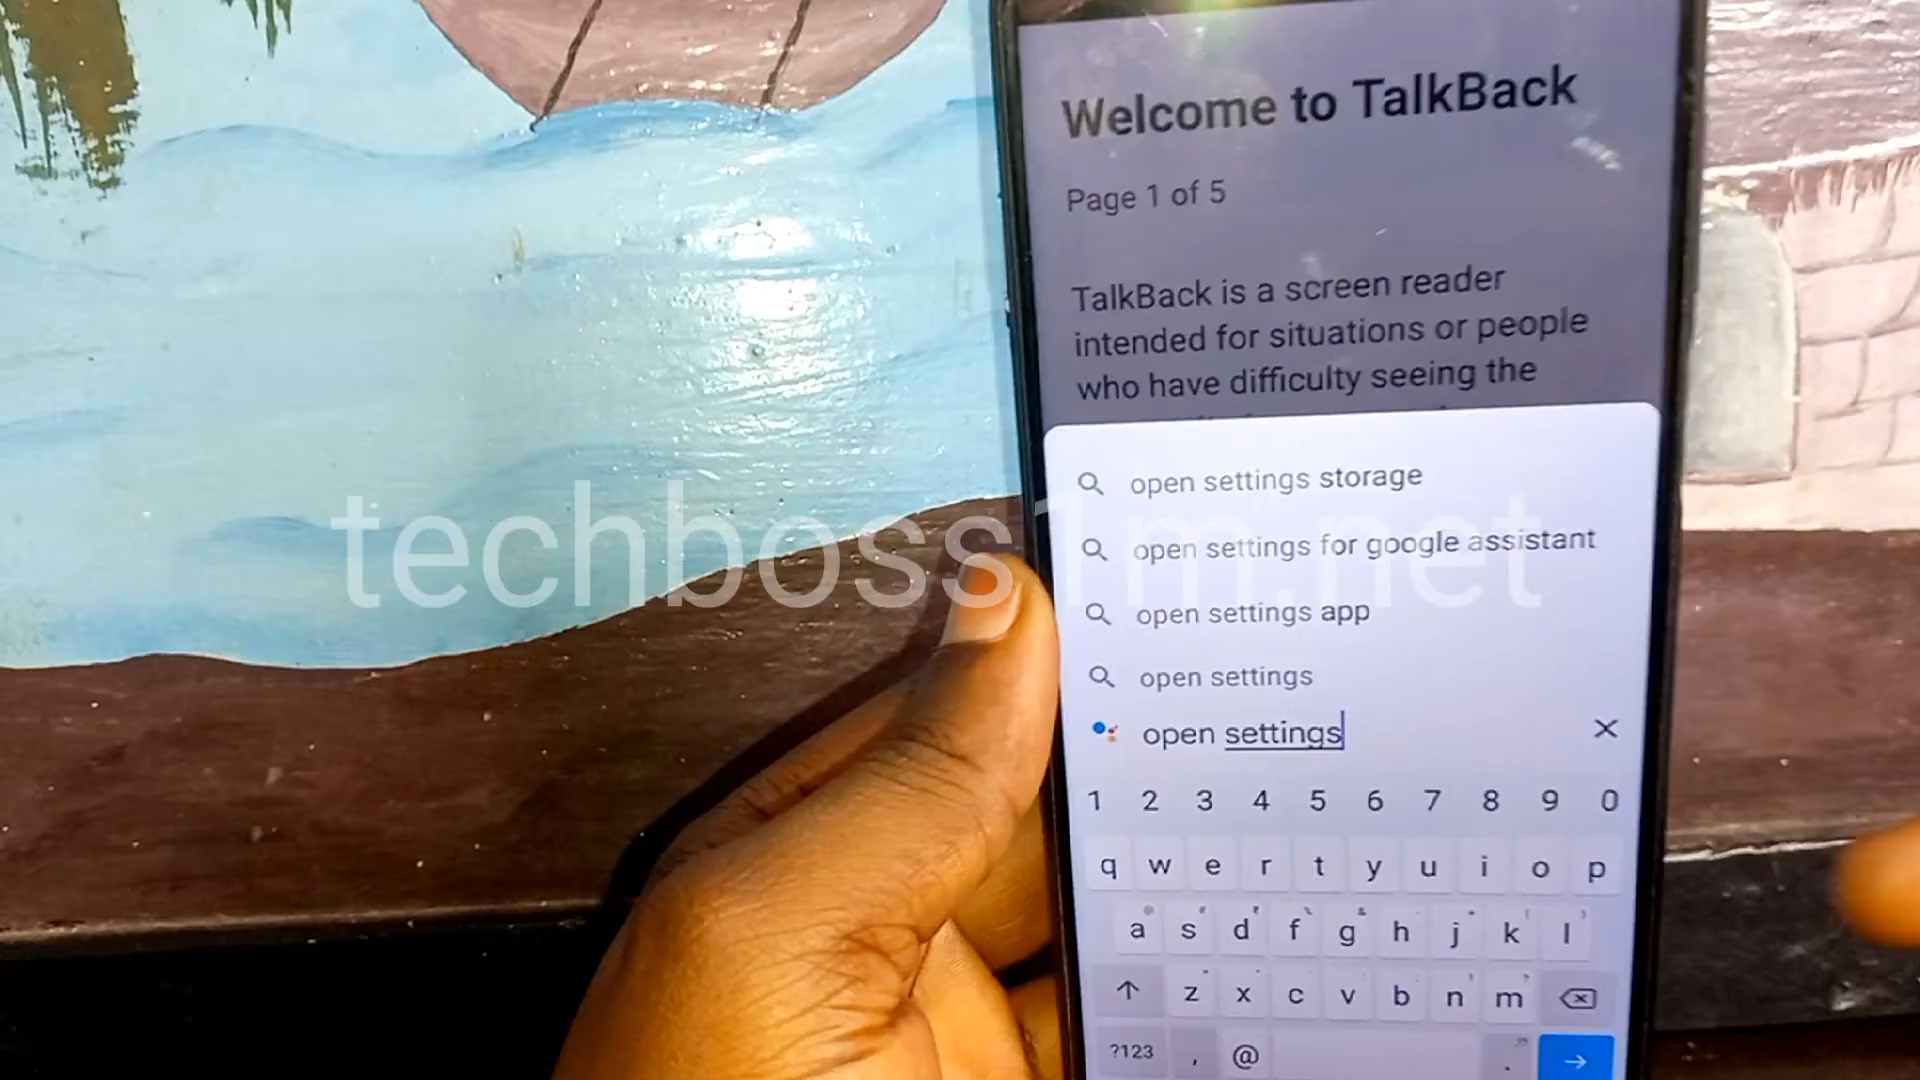 Welcome to TalkBack
Page 1 of 5
TalkBack is a screen reader
intended for situations or people
who have difficulty seeing the
open settings storage
open settings for google assistant
techboss1m.net
open settings app
open settings
open settings
1 2 3 4 5 6 7 8 9 0
q w e r t y u i o p
a s d f g h j k l
z x c v b n m
?123 , @ .